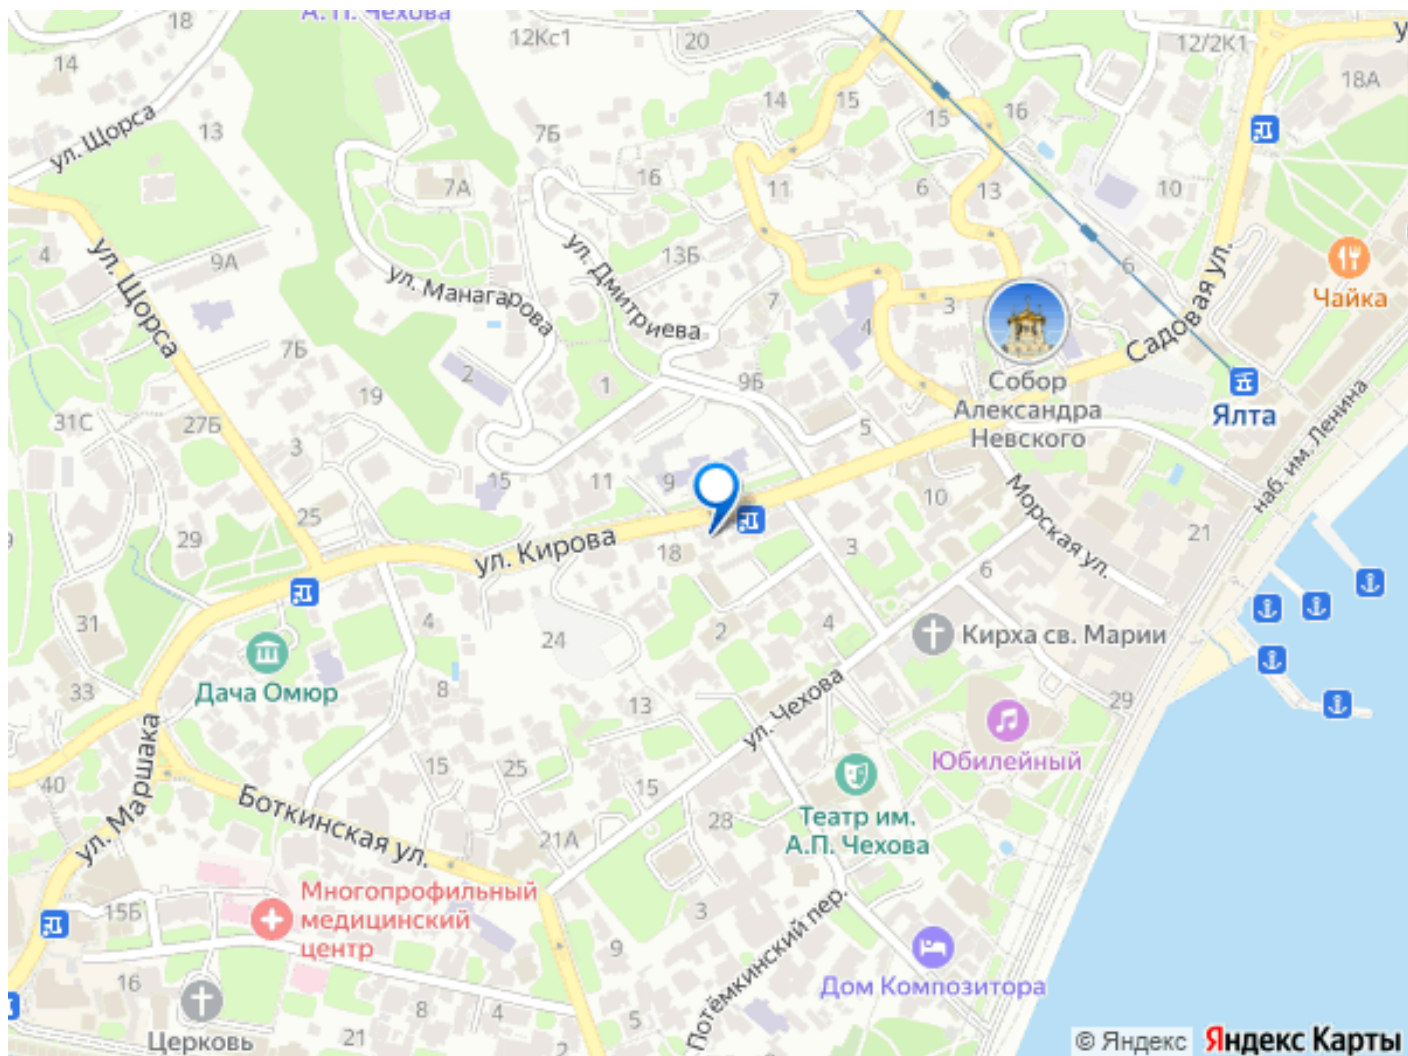 А. П. Чехова
18
12Кс1
20
12/2К1
14
18А
ул. Щорса
13
7Б
14
15
15
16
16
7А
11
6
13
10
4
9А
ул. Щорса
ул. Манагарова
ул. Дмитриева
13Б
7
4
3
6
Садовая ул.
Чайка
7Б
2
19
1
9Б
Собор
Александра
Невского
Ялта
наб. им. Ленина
31С
27Б
3
5
15
11
9
10
Морская ул.
21
25
29
ул. Кирова
18
3
6
31
4
24
2
4
Кирха св. Марии
Дача Омюр
33
8
13
ул. Чехова
29
Юбилейный
ул. Маршака
40
15
25
15
Боткинская ул.
21А
28
Театр им.
А.П. Чехова
Многопрофильный
медицинский
центр
15Б
3
9
Потёмкинский пер.
Дом Композитора
16
8
4
5
21
Церковь
© Яндекс
Яндекс Карты